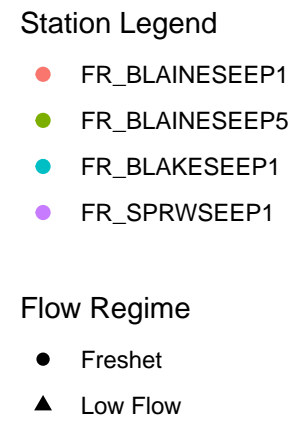 Station Legend
FR_BLAINESEEP1
FR_BLAINESEEP5
FR_BLAKESEEP1
FR_SPRWSEEP1
Flow Regime
Freshet
Low Flow